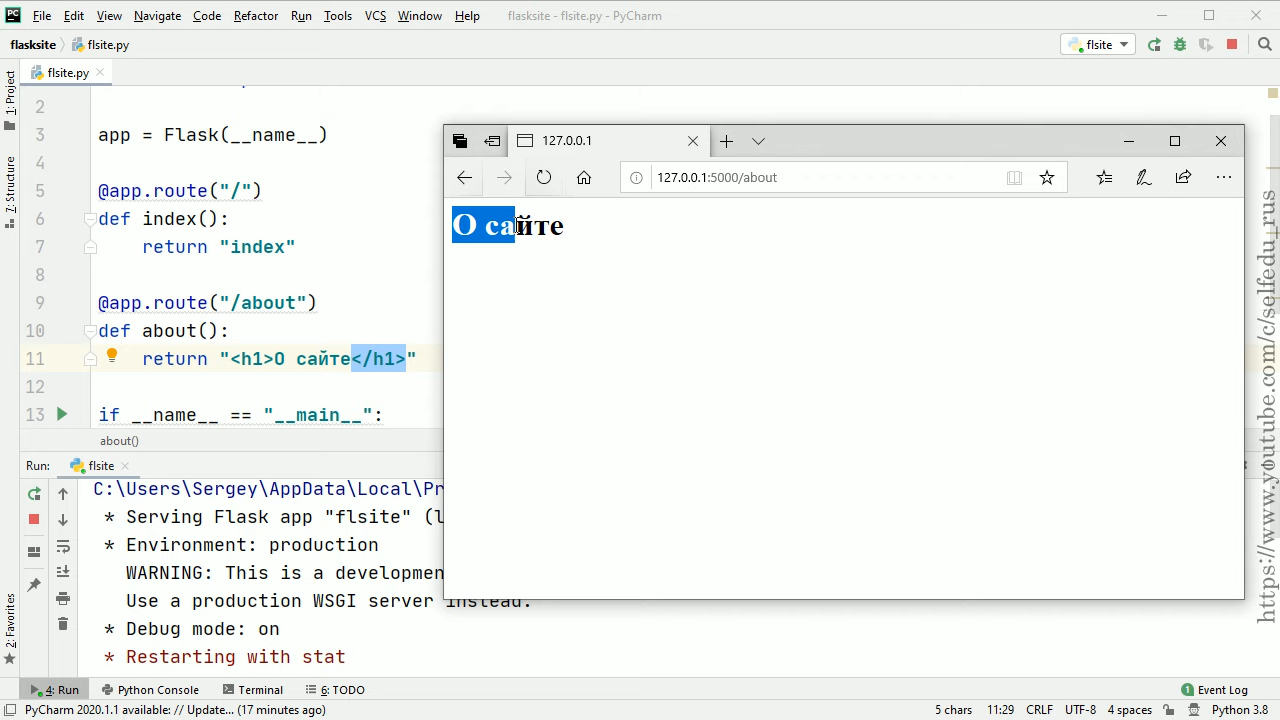 PC File Edit View Navigate Code Refactor Run Tools VCS Window Help flasksite - flsite.py - PyCharm
flasksite flsite.py flsite
1: Project
flsite.py
2
3 app = Flask(__name__)
4
5 @app.route("/")
6 def index():
7 return "index"
8
9 @app.route("/about")
10 def about():
11 return "<h1>О сайте</h1>"
12
13 if __name__ == "__main__":
about()
7: Structure
2: Favorites
127.0.0.1
127.0.0.1:5000/about
О сайте
https://www.youtube.com/c/selfedu_rus
Run: flsite
C:\Users\Sergey\AppData\Local\Pr
* Serving Flask app "flsite" (l
* Environment: production
WARNING: This is a developmen
Use a production WSGI server instead.
* Debug mode: on
* Restarting with stat
4: Run Python Console Terminal 6: TODO 1 Event Log
PyCharm 2020.1.1 available: // Update... (17 minutes ago) 5 chars 11:29 CRLF UTF-8 4 spaces Python 3.8